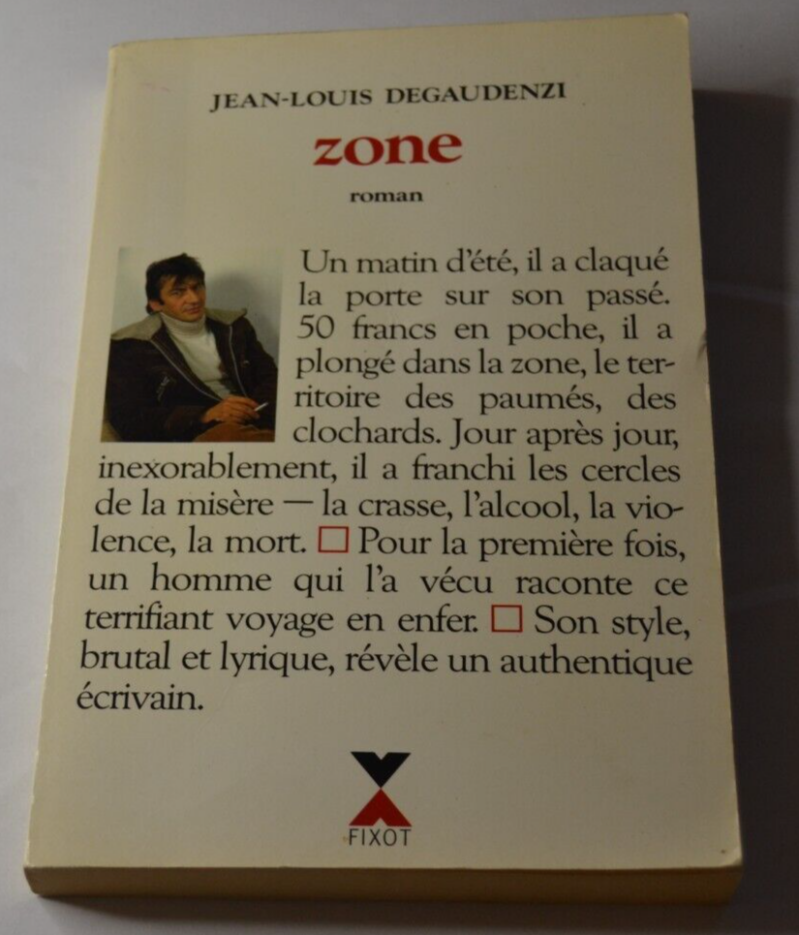 JEAN-LOUIS DEGAUDENZI
zone
roman
Un matin d'été, il a claqué
la porte sur son passé.
50 francs en poche, il a
plongé dans la zone, le ter-
ritoire des paumés, des
clochards. Jour après jour,
inexorablement, il a franchi les cercles
de la misère — la crasse, l'alcool, la vio-
lence, la mort. □ Pour la première fois,
un homme qui l'a vécu raconte ce
terrifiant voyage en enfer. □ Son style,
brutal et lyrique, révèle un authentique
écrivain.
FIXOT